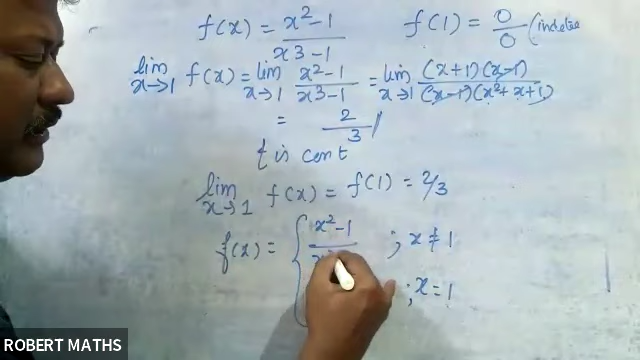 f(x) = x²-1 / x3-1    f(1) = 0/0 (indete
lim x→1 f(x) = lim x→1 x²-1 / x3-1 = lim x→1 (x+1)(x-1) / (x-1)(x²+x+1)
= 2/3 //
f is cont
lim x→1 f(x) = f(1) = 2/3
f(x) = { x²-1 / ; x ≠ 1
; x = 1
ROBERT MATHS